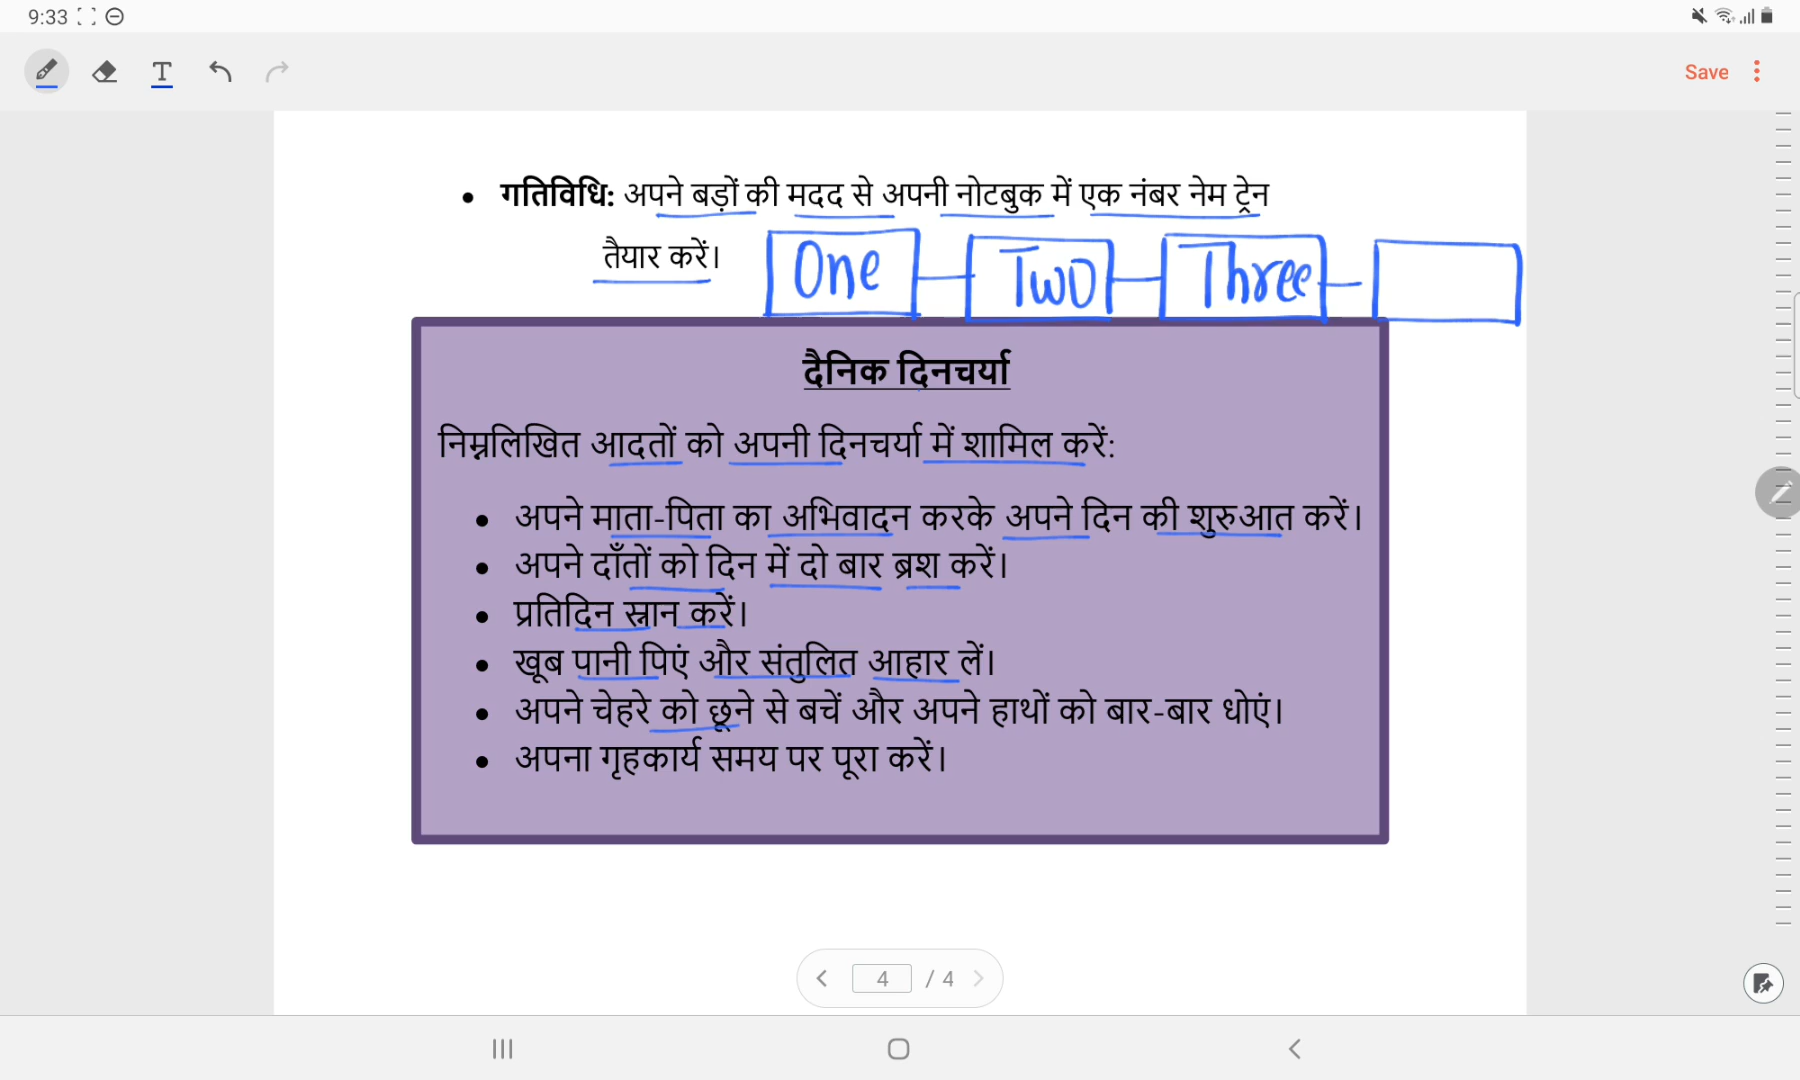 9:33
Save
• गतिविधि: अपने बड़ों की मदद से अपनी नोटबुक में एक नंबर नेम ट्रेन
तैयार करें।
One Two Three
दैनिक दिनचर्या
निम्नलिखित आदतों को अपनी दिनचर्या में शामिल करें:
• अपने माता-पिता का अभिवादन करके अपने दिन की शुरुआत करें।
• अपने दाँतों को दिन में दो बार ब्रश करें।
• प्रतिदिन स्नान करें।
• खूब पानी पिएं और संतुलित आहार लें।
• अपने चेहरे को छूने से बचें और अपने हाथों को बार-बार धोएं।
• अपना गृहकार्य समय पर पूरा करें।
4 / 4